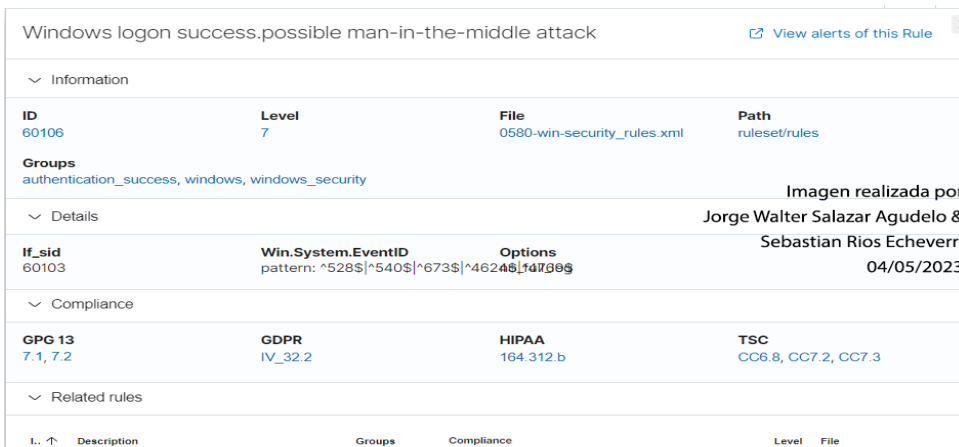 Windows logon success.possible man-in-the-middle attack
View alerts of this Rule
Information
ID Level File Path
60106 7 0580-win-security_rules.xml ruleset/rules
Groups
authentication_success, windows, windows_security
Imagen realizada por
Jorge Walter Salazar Agudelo &
Details
Sebastian Rios Echeverr
If_sid Win.System.EventID Options
60103 pattern: ^528$|^540$|^673$|^4624$|^4769$ no_full_log
04/05/2023
Compliance
GPG 13 GDPR HIPAA TSC
7.1, 7.2 IV_32.2 164.312.b CC6.8, CC7.2, CC7.3
Related rules
I.. Description Groups Compliance Level File